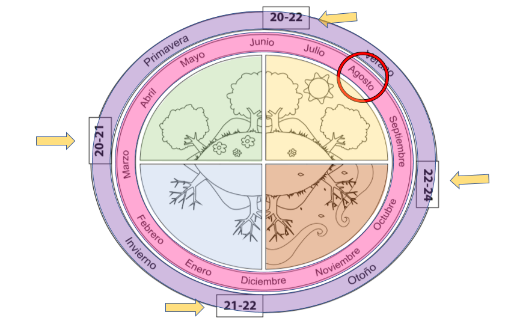 20-22
Primavera
Verano
Junio
Mayo
Julio
Abril
Agosto
20-21
Marzo
Septiembre
22-24
Febrero
Octubre
Invierno
Enero
Noviembre
Otoño
Diciembre
21-22